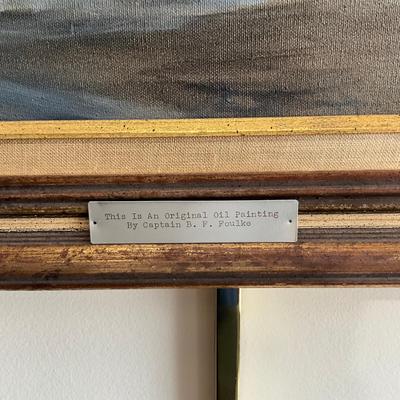 This Is An Original Oil Painting
By Captain B. F. Foulke